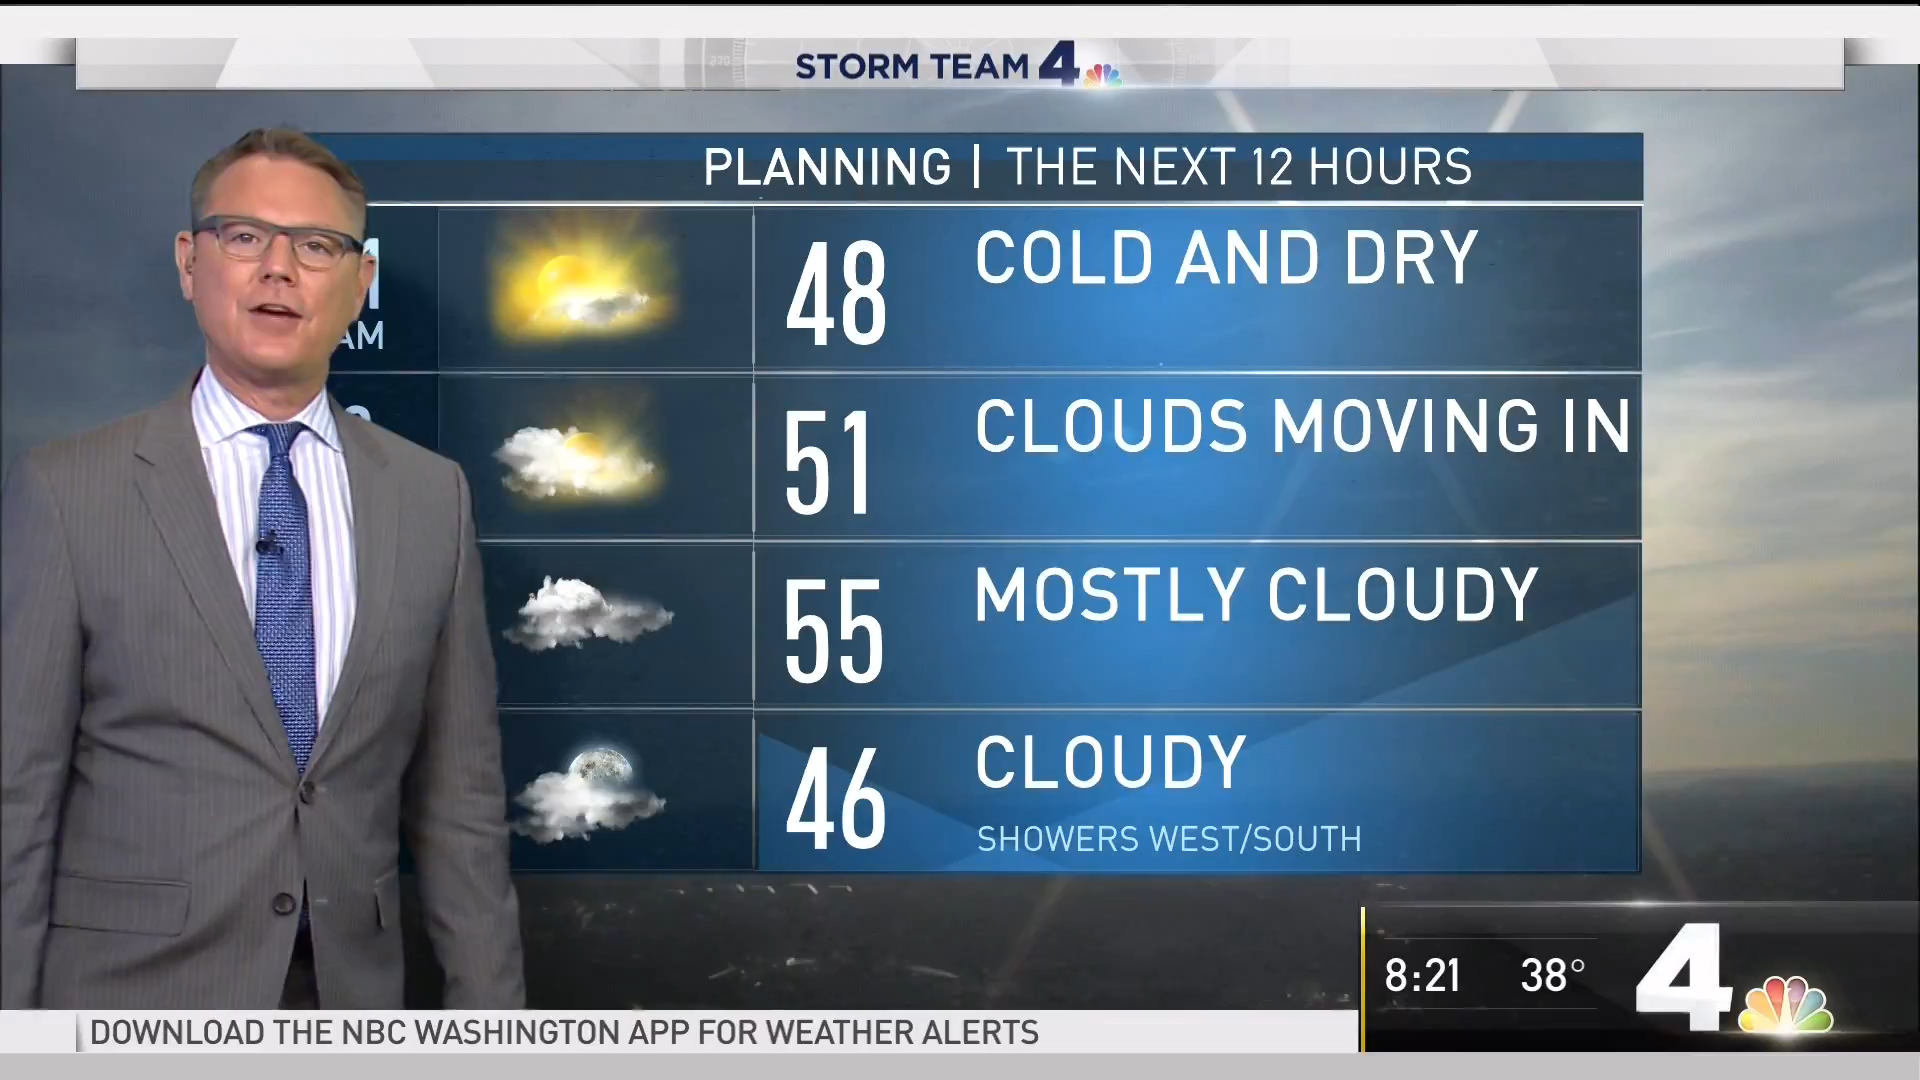 STORM TEAM 4
PLANNING | THE NEXT 12 HOURS
AM
48
COLD AND DRY
51
CLOUDS MOVING IN
55
MOSTLY CLOUDY
46
CLOUDY
SHOWERS WEST/SOUTH
8:21 38° 4
DOWNLOAD THE NBC WASHINGTON APP FOR WEATHER ALERTS